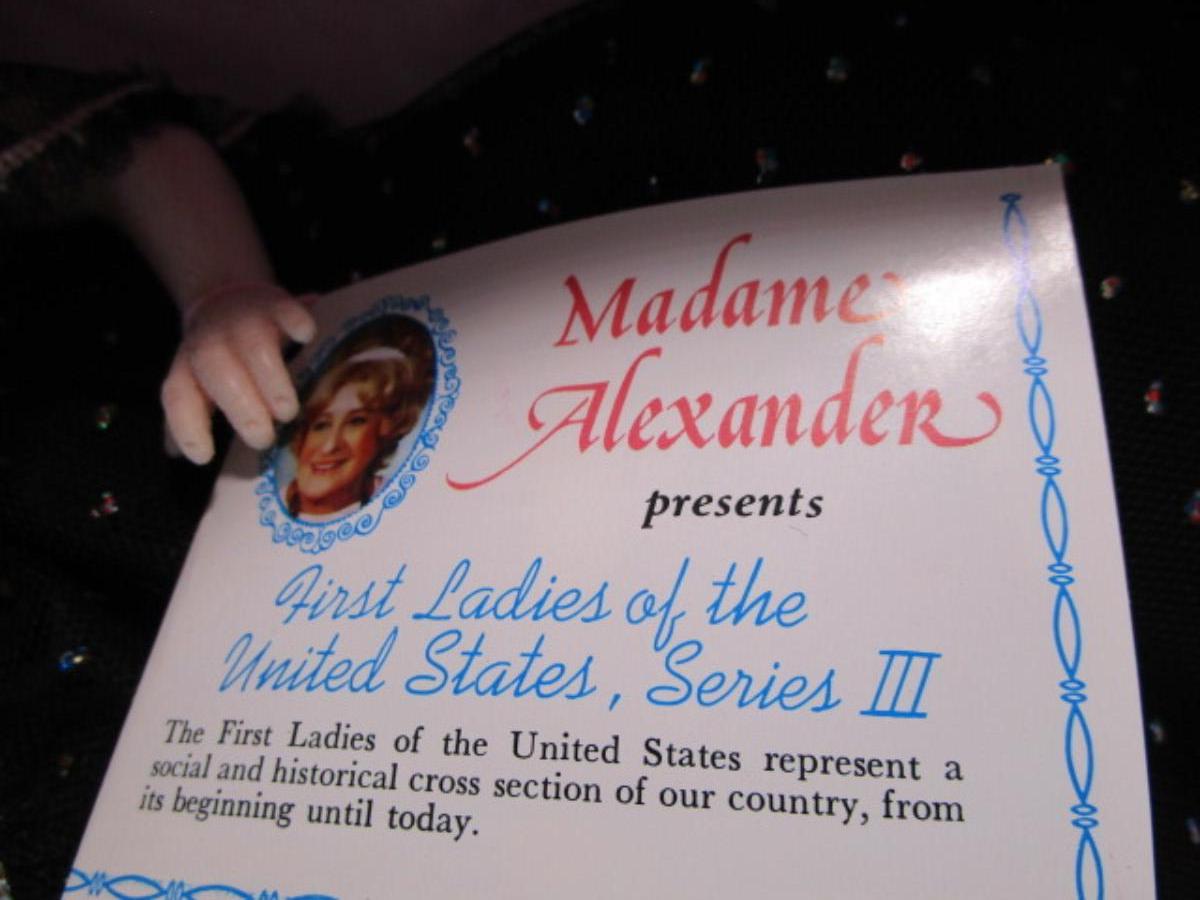 Madame
Alexander
presents
First Ladies of the
United States, Series III
The First Ladies of the United States represent a
social and historical cross section of our country, from
its beginning until today.